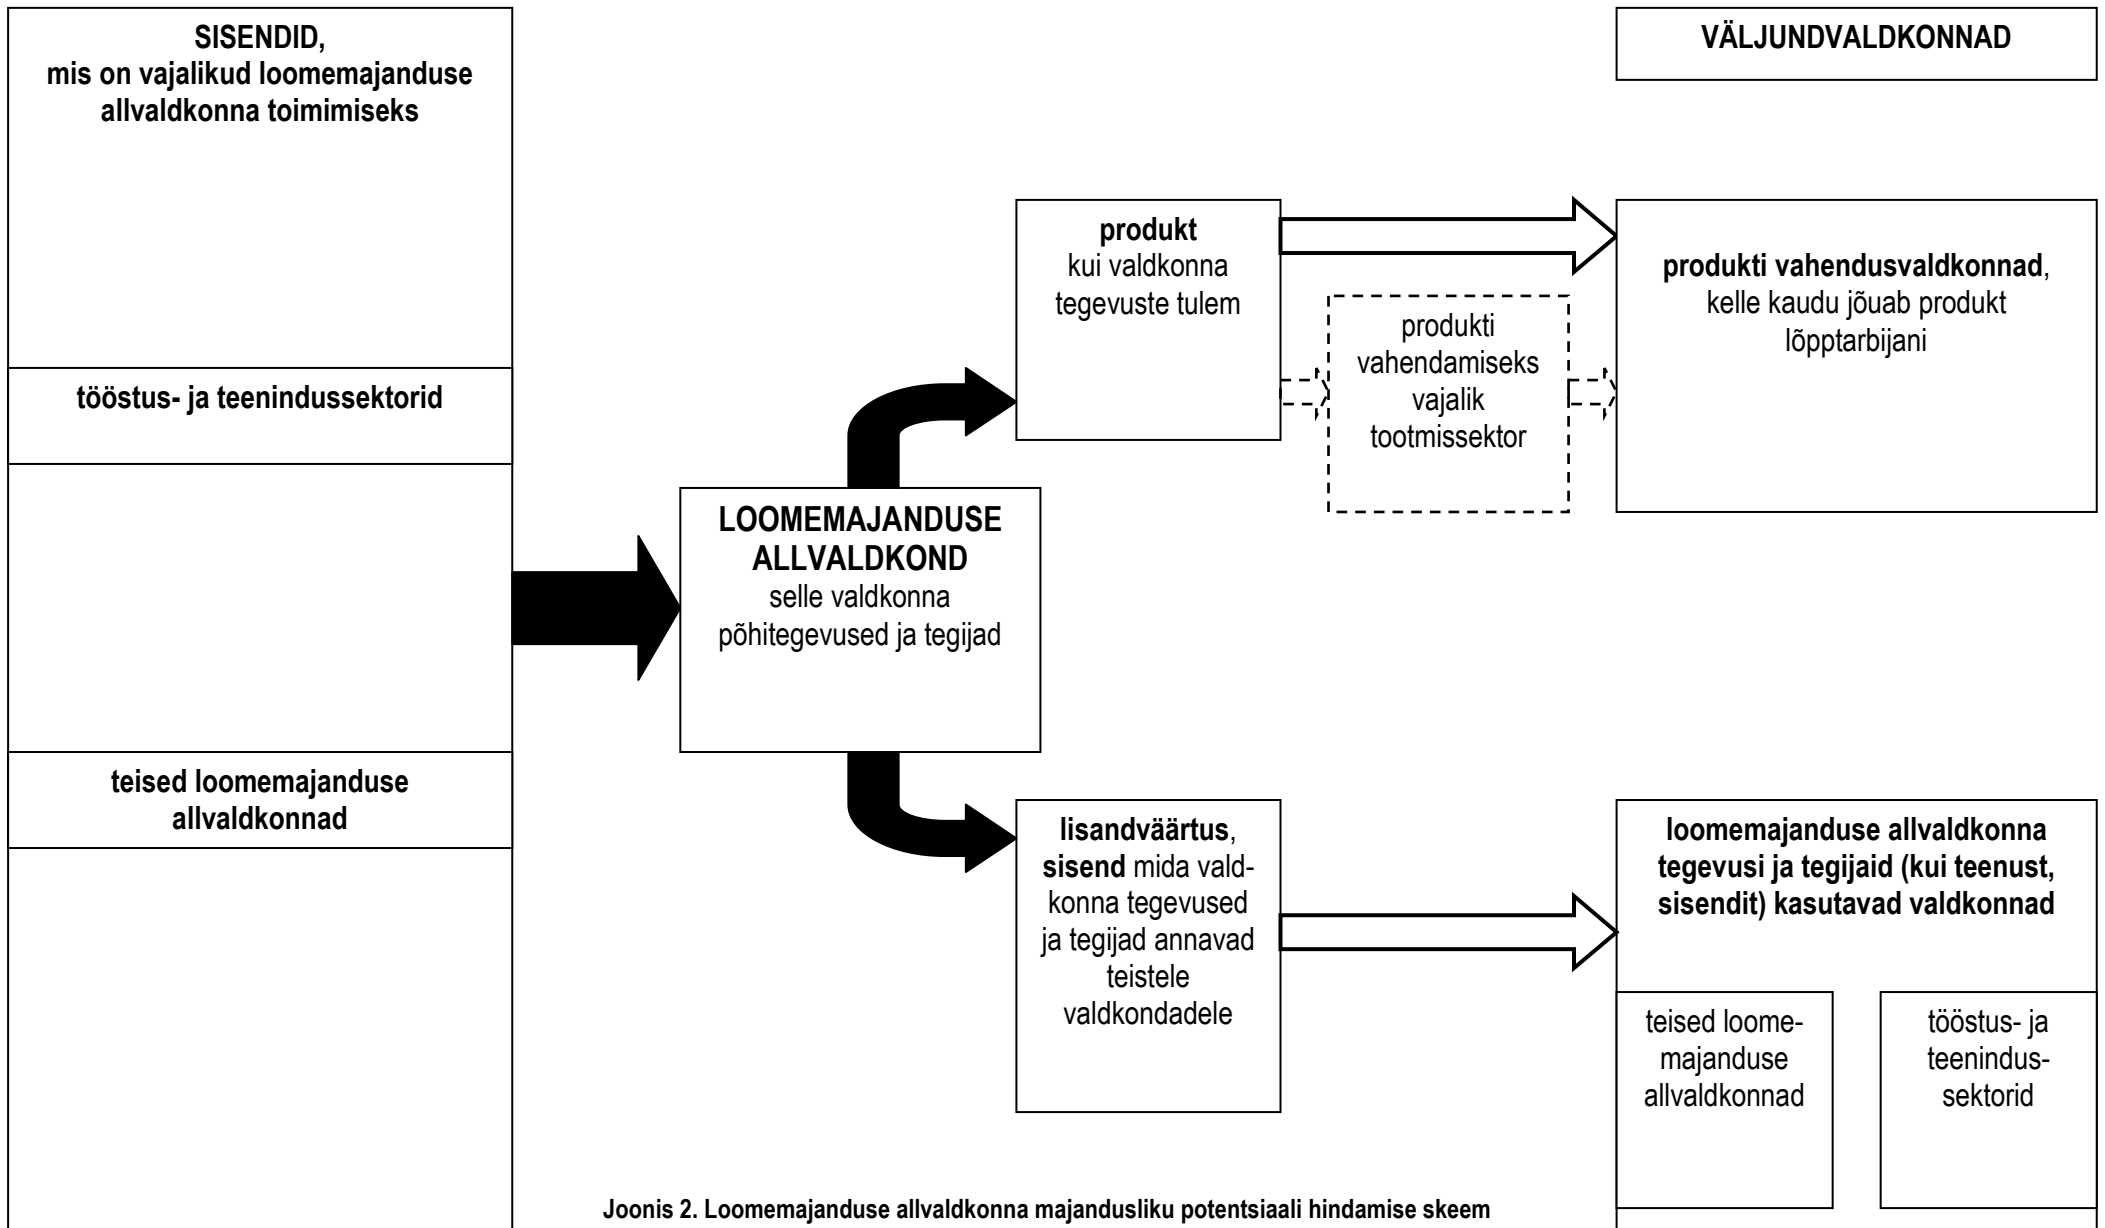 SISENDID,
mis on vajalikud loomemajanduse
allvaldkonna toimimiseks
tööstus- ja teenindussektorid
teised loomemajanduse
allvaldkonnad
LOOMEMAJANDUSE
ALLVALDKOND
selle valdkonna
põhitegevused ja tegijad
produkt
kui valdkonna
tegevuste tulem
produkti
vahendamiseks
vajalik
tootmissektor
lisandväärtus,
sisend mida vald-
konna tegevused
ja tegijad annavad
teistele
valdkondadele
VÄLJUNDVALDKONNAD
produkti vahendusvaldkonnad,
kelle kaudu jõuab produkt
lõpptarbijani
loomemajanduse allvaldkonna
tegevusi ja tegijaid (kui teenust,
sisendit) kasutavad valdkonnad
teised loome-
majanduse
allvaldkonnad
tööstus- ja
teenindus-
sektorid
Joonis 2. Loomemajanduse allvaldkonna majandusliku potentsiaali hindamise skeem